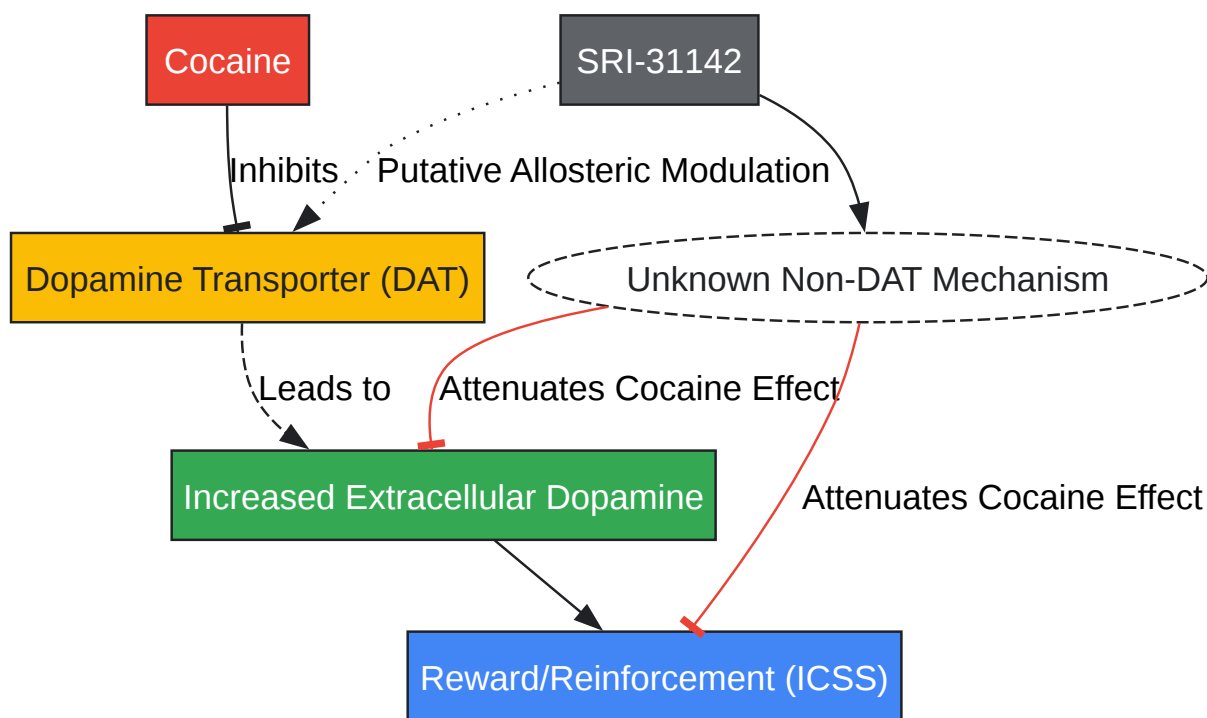 Cocaine
SRI-31142
Inhibits
Putative Allosteric Modulation
Dopamine Transporter (DAT)
Unknown Non-DAT Mechanism
Leads to
Attenuates Cocaine Effect
Increased Extracellular Dopamine
Attenuates Cocaine Effect
Reward/Reinforcement (ICSS)